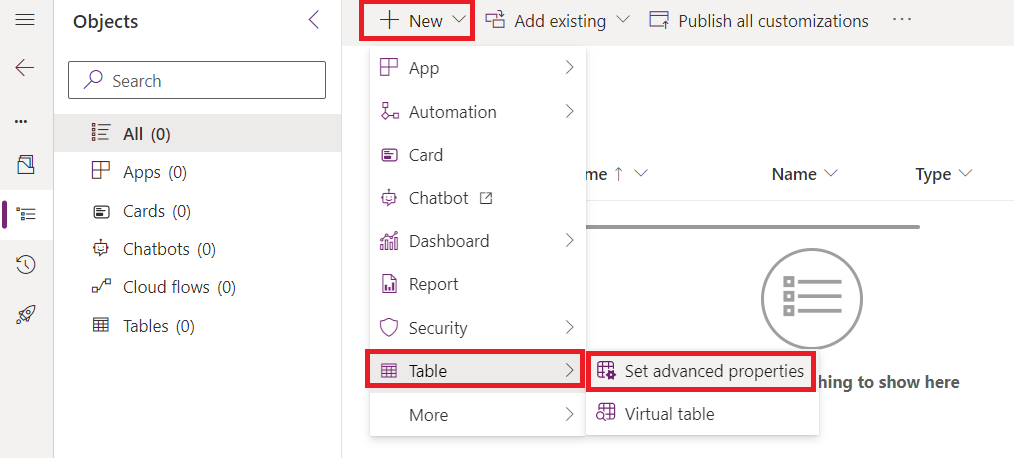 Objects
Search
All (0)
Apps (0)
Cards (0)
Chatbots (0)
Cloud flows (0)
Tables (0)
New
Add existing
Publish all customizations
...
App
Automation
Card
Chatbot
Dashboard
Report
Security
Table
More
Set advanced properties
Virtual table
me ↑
Name
Type
hing to show here